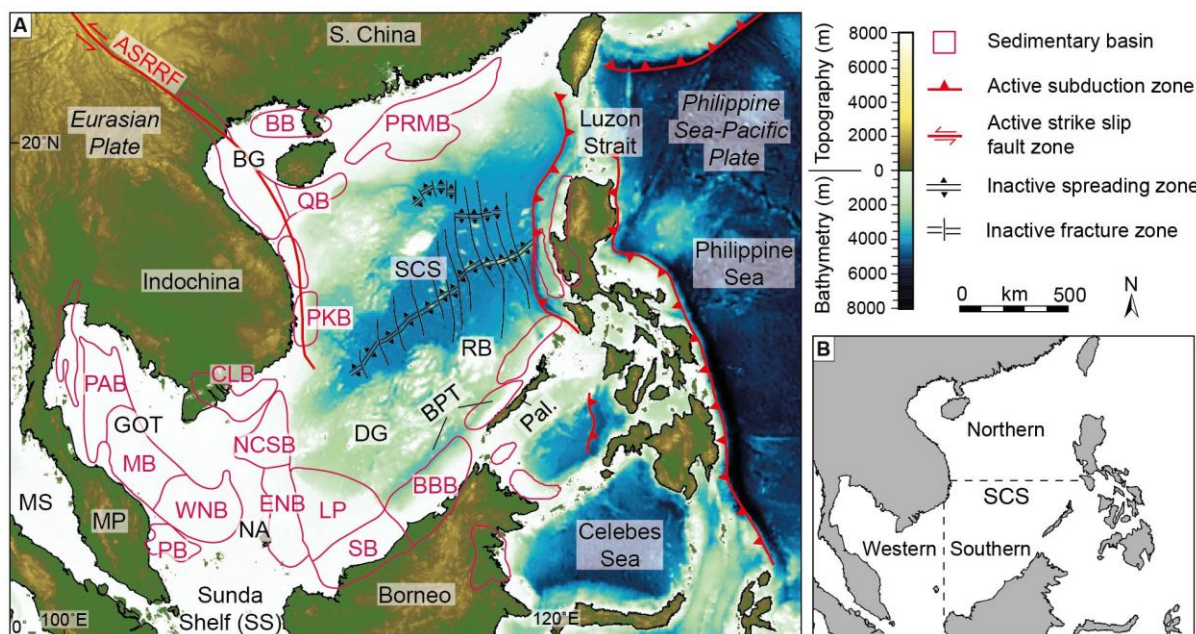 A
ASRRF
S. China
Eurasian
Plate
BB
PRMB
Luzon
Strait
Philippine
Sea-Pacific
Plate
20°N
BG
QB
SCS
Philippine
Sea
Indochina
PKB
RB
CLB
PAB
BPT
Pal.
GOT
DG
NCSB
MB
BBB
WNB
ENB
LP
MS
MP
NA
Celebes
Sea
PB
SB
Sunda
Shelf (SS)
Borneo
100°E
120°E
Topography (m)
Bathymetry (m)
8000
6000
4000
2000
0
2000
4000
6000
8000
Sedimentary basin
Active subduction zone
Active strike slip
fault zone
Inactive spreading zone
Inactive fracture zone
0 km 500
N
B
Northern
SCS
Western
Southern